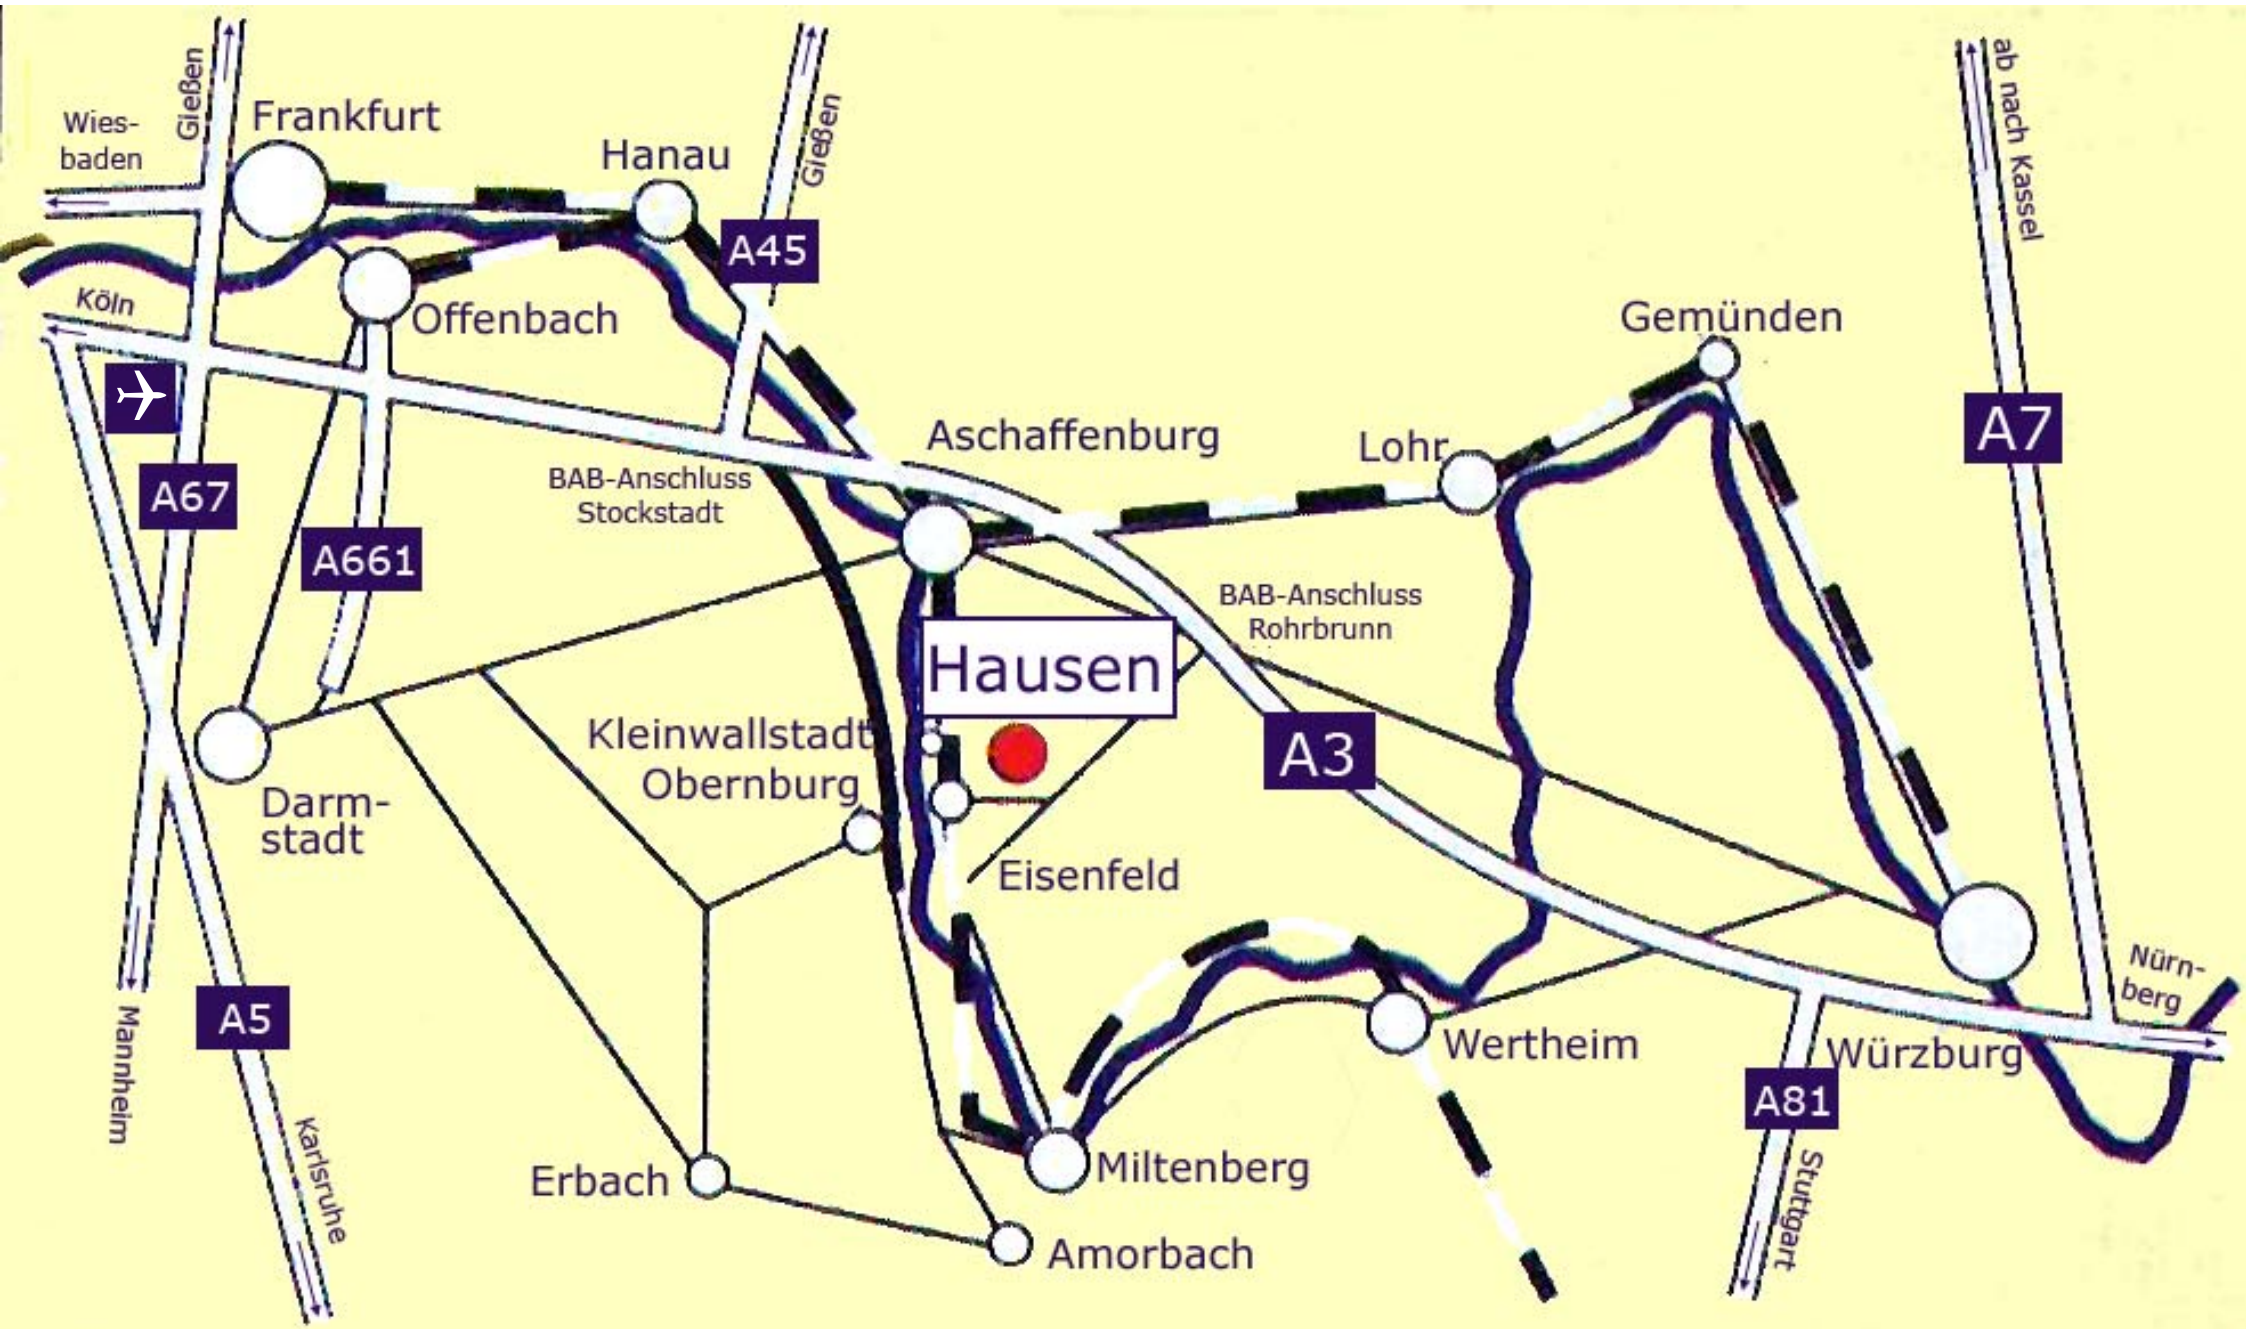 Gießen
Wies-
baden
Frankfurt
Hanau
Gießen
ab nach Kassel
A45
Köln
Offenbach
Gemünden
Aschaffenburg
Lohr
A7
BAB-Anschluss
Stockstadt
A67
A661
BAB-Anschluss
Rohrbrunn
Hausen
Kleinwallstadt
Obernburg
A3
Darm-
stadt
Eisenfeld
Nürn-
berg
A5
Mannheim
Wertheim
Würzburg
A81
Karlsruhe
Stuttgart
Erbach
Miltenberg
Amorbach